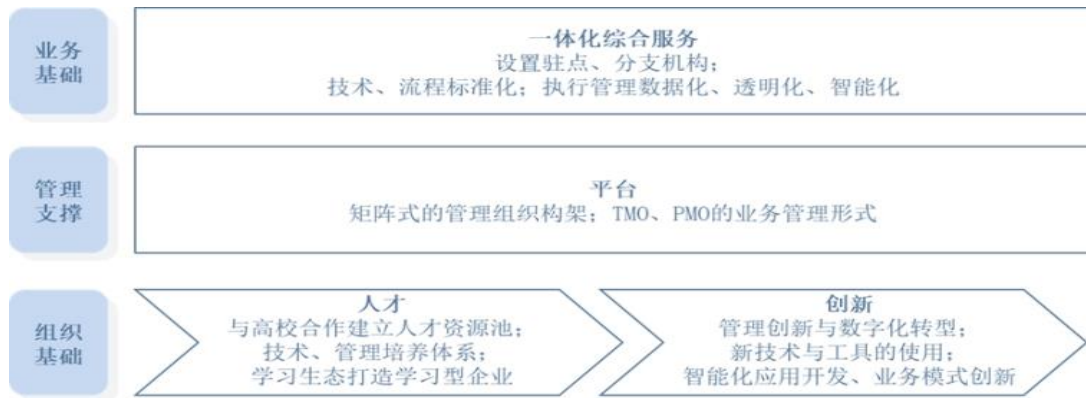 业务
基础
一体化综合服务
设置驻点、分支机构；
技术、流程标准化；执行管理数据化、透明化、智能化
管理
支撑
平台
矩阵式的管理组织构架；TMO、PMO的业务管理形式
组织
基础
人才
与高校合作建立人才资源池；
技术、管理培养体系；
学习生态打造学习型企业
创新
管理创新与数字化转型；
新技术与工具的使用；
智能化应用开发、业务模式创新